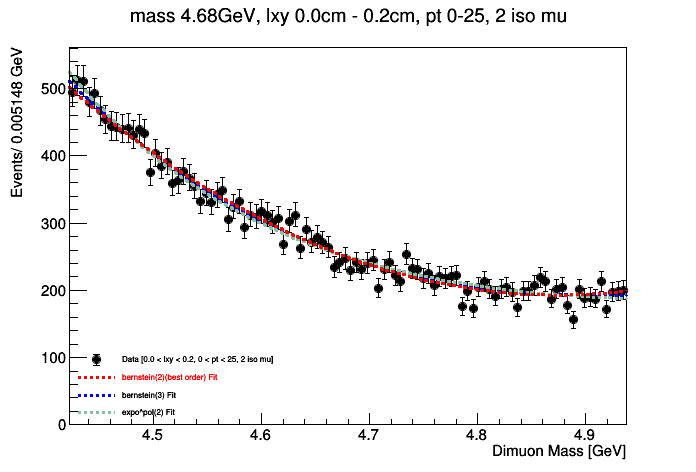 mass 4.68GeV, lxy 0.0cm - 0.2cm, pt 0-25, 2 iso mu
Events/ 0.005148 GeV
500
400
300
200
100
0
Data [0.0 < lxy < 0.2, 0 < pt < 25, 2 iso mu]
bernstein(2)(best order) Fit
bernstein(3) Fit
expo*pol(2) Fit
4.5 4.6 4.7 4.8 4.9
Dimuon Mass [GeV]